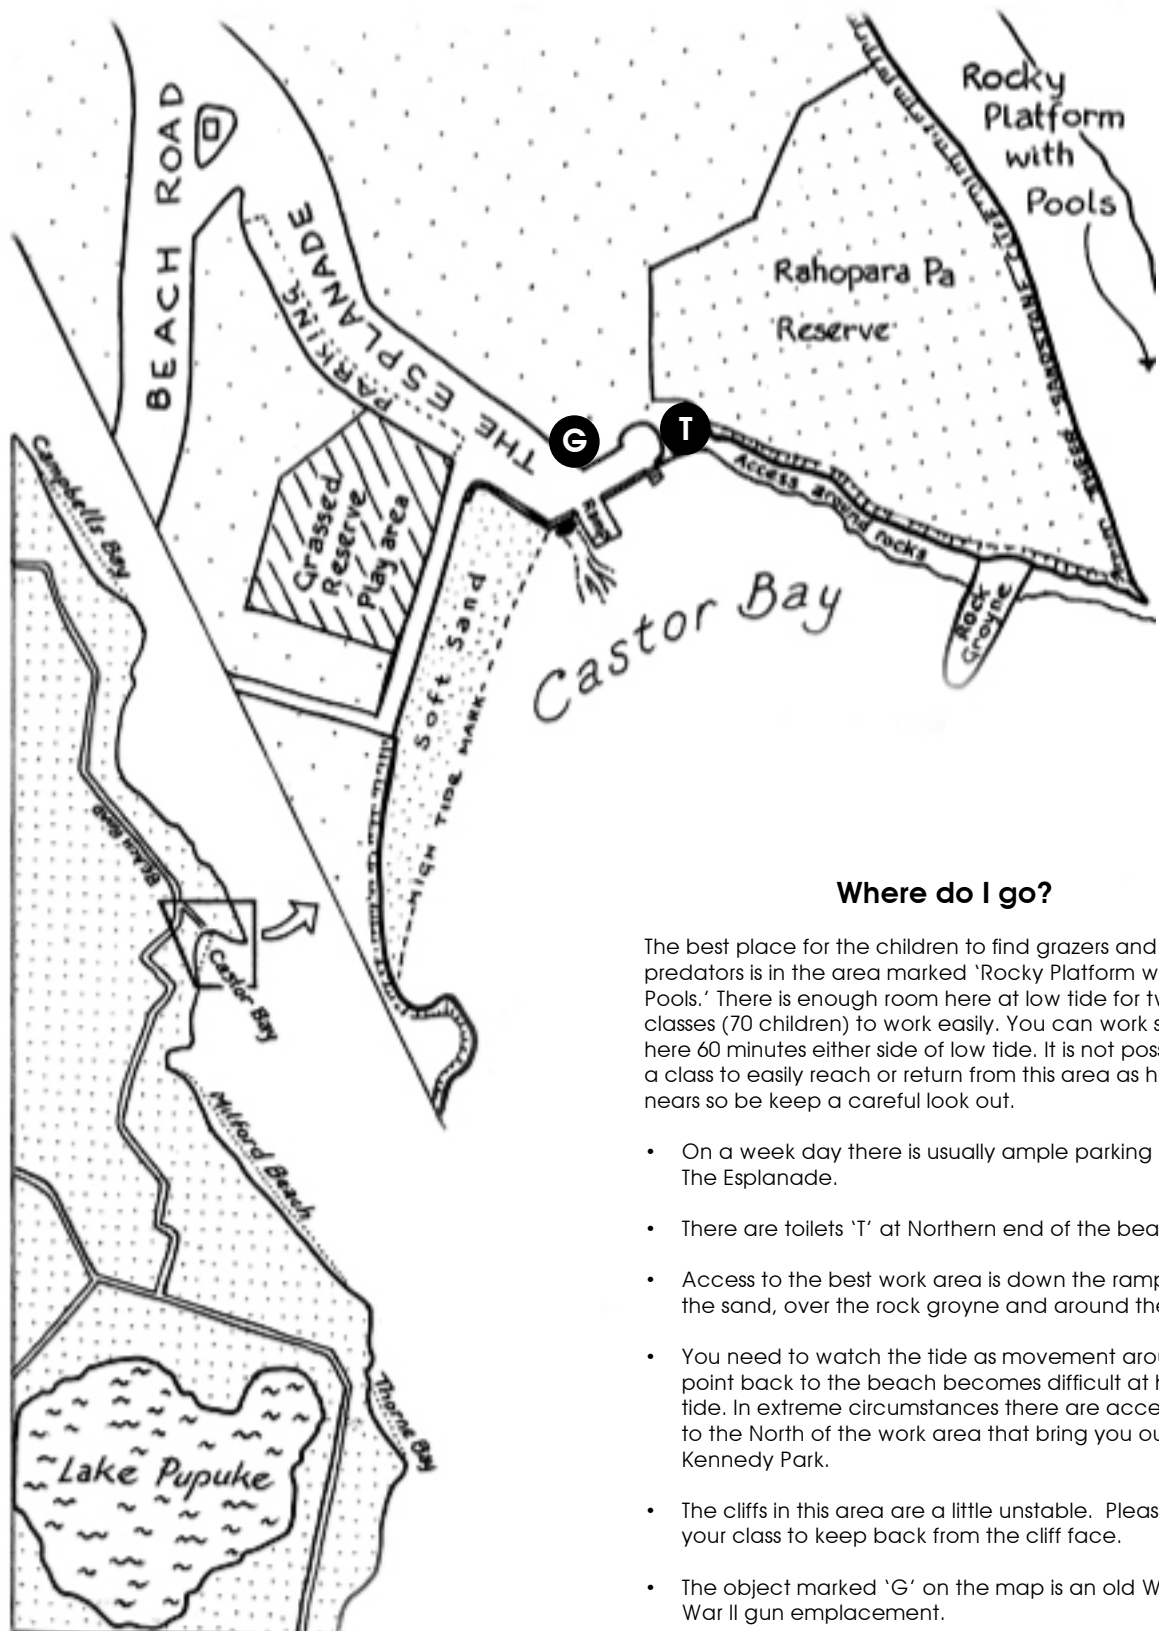 BEACH ROAD
THE ESPLANADE
PARKING
Rocky
Platform
with
Pools
Rahopara Pa
Reserve
G
T
Access around rocks
Ramp
Rock
Groyne
Grassed
Reserve
Play area
Soft Sand
HIGH TIDE MARK
Castor Bay
Campbells Bay
BEACH ROAD
Castor Bay
Milford Beach
Thorne Bay
Lake Pupuke
Where do I go?
The best place for the children to find grazers and
predators is in the area marked ‘Rocky Platform w
Pools.’ There is enough room here at low tide for tw
classes (70 children) to work easily. You can work s
here 60 minutes either side of low tide. It is not poss
a class to easily reach or return from this area as h
nears so be keep a careful look out.
• On a week day there is usually ample parking
The Esplanade.
• There are toilets ‘T’ at Northern end of the bea
• Access to the best work area is down the ramp
the sand, over the rock groyne and around the
• You need to watch the tide as movement arou
point back to the beach becomes difficult at h
tide. In extreme circumstances there are acce
to the North of the work area that bring you ou
Kennedy Park.
• The cliffs in this area are a little unstable. Pleas
your class to keep back from the cliff face.
• The object marked ‘G’ on the map is an old W
War II gun emplacement.